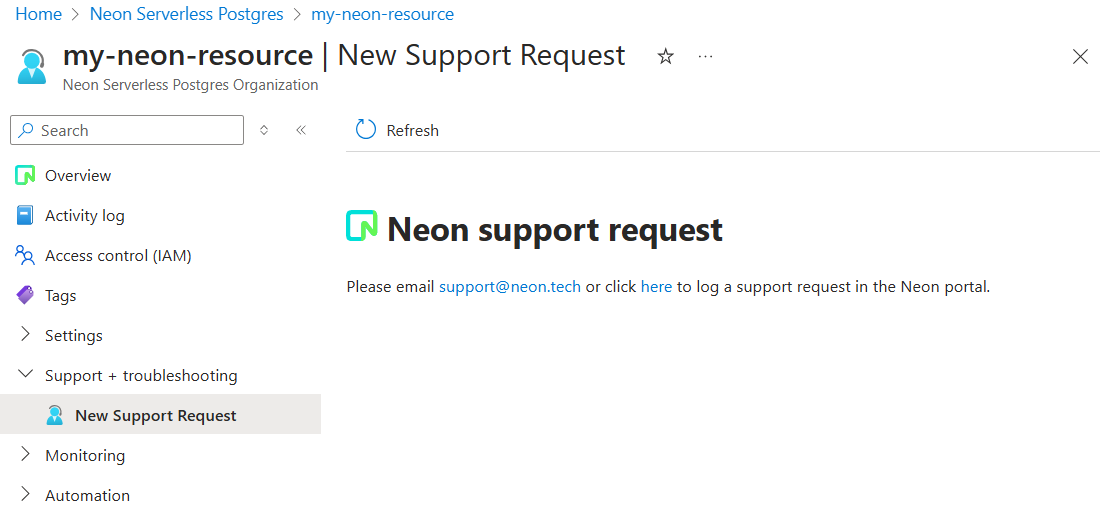 Home > Neon Serverless Postgres > my-neon-resource
my-neon-resource | New Support Request
Neon Serverless Postgres Organization
Search
Refresh
Overview
Activity log
Access control (IAM)
Tags
Settings
Support + troubleshooting
New Support Request
Monitoring
Automation
Neon support request
Please email support@neon.tech or click here to log a support request in the Neon portal.